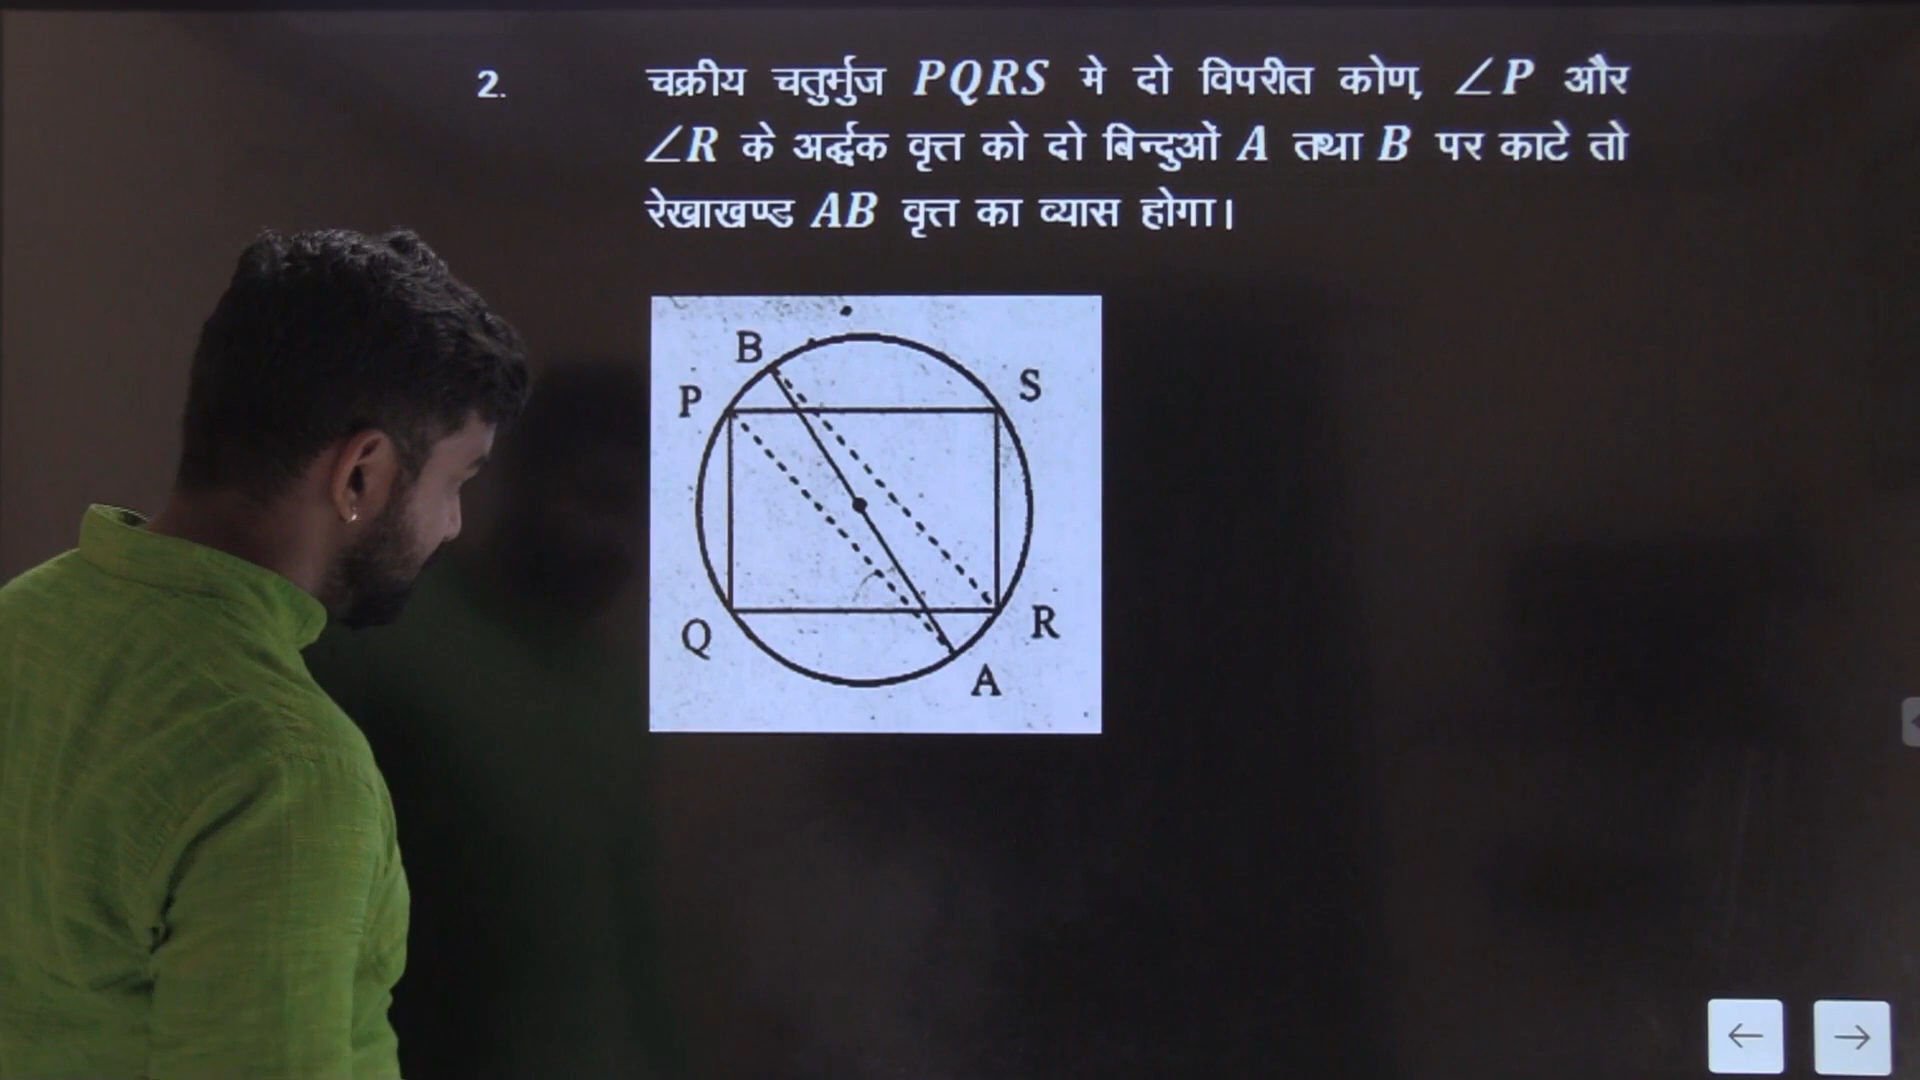 2. चक्रीय चतुर्मुज PQRS मे दो विपरीत कोण, ∠P और
∠R के अर्द्धक वृत्त को दो बिन्दुओं A तथा B पर काटे तो
रेखाखण्ड AB वृत्त का व्यास होगा।
B
P
S
Q
R
A